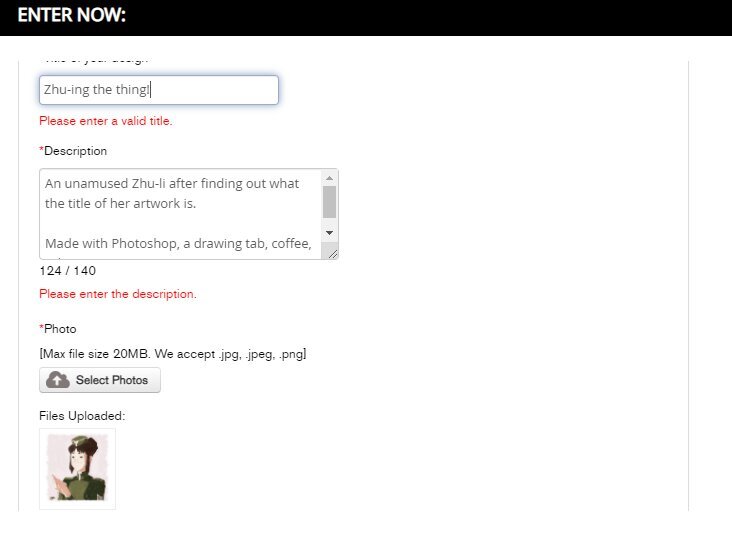 ENTER NOW:
Zhu-ing the thing!
Please enter a valid title.
*Description
An unamused Zhu-li after finding out what
the title of her artwork is.
Made with Photoshop, a drawing tab, coffee,
124 / 140
Please enter the description.
*Photo
[Max file size 20MB. We accept .jpg, .jpeg, .png]
Select Photos
Files Uploaded: